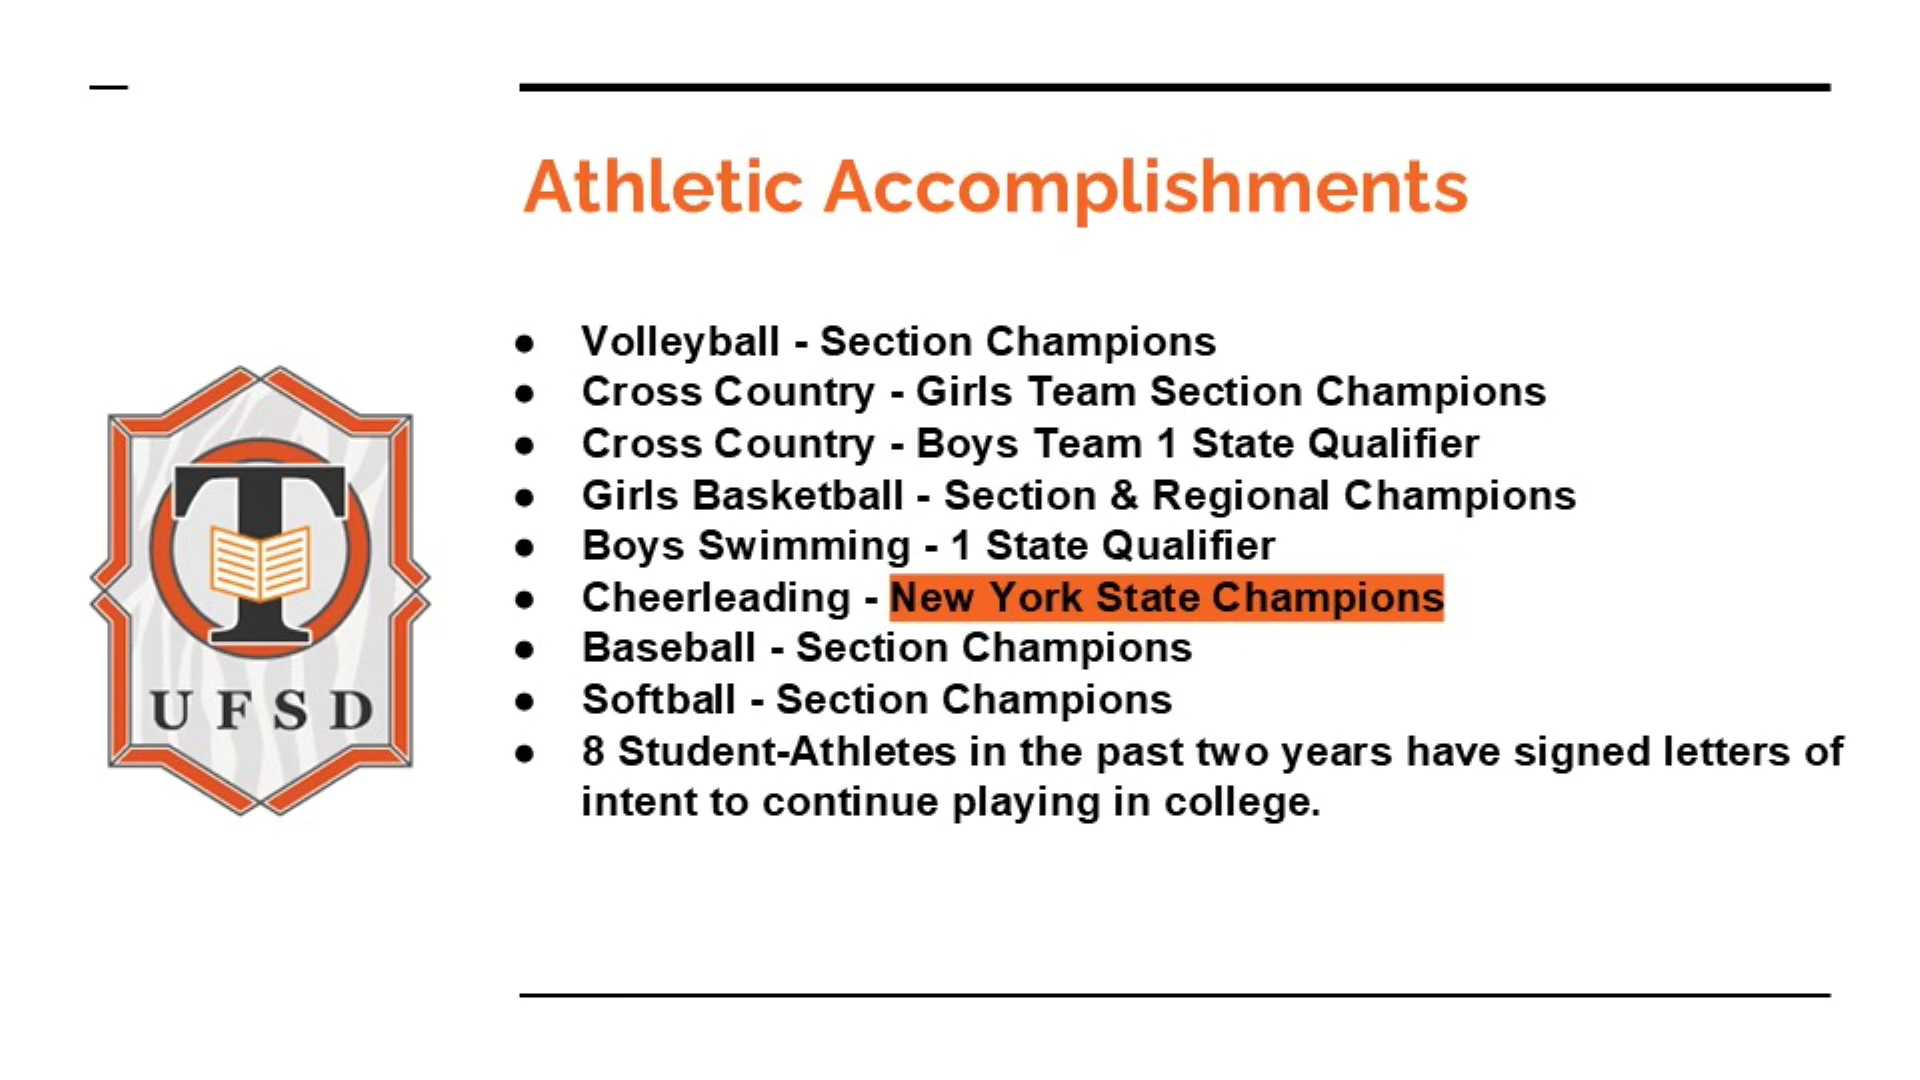 Athletic Accomplishments
● Volleyball - Section Champions
● Cross Country - Girls Team Section Champions
● Cross Country - Boys Team 1 State Qualifier
● Girls Basketball - Section & Regional Champions
● Boys Swimming - 1 State Qualifier
● Cheerleading - New York State Champions
● Baseball - Section Champions
● Softball - Section Champions
● 8 Student-Athletes in the past two years have signed letters of
intent to continue playing in college.
T
UFSD